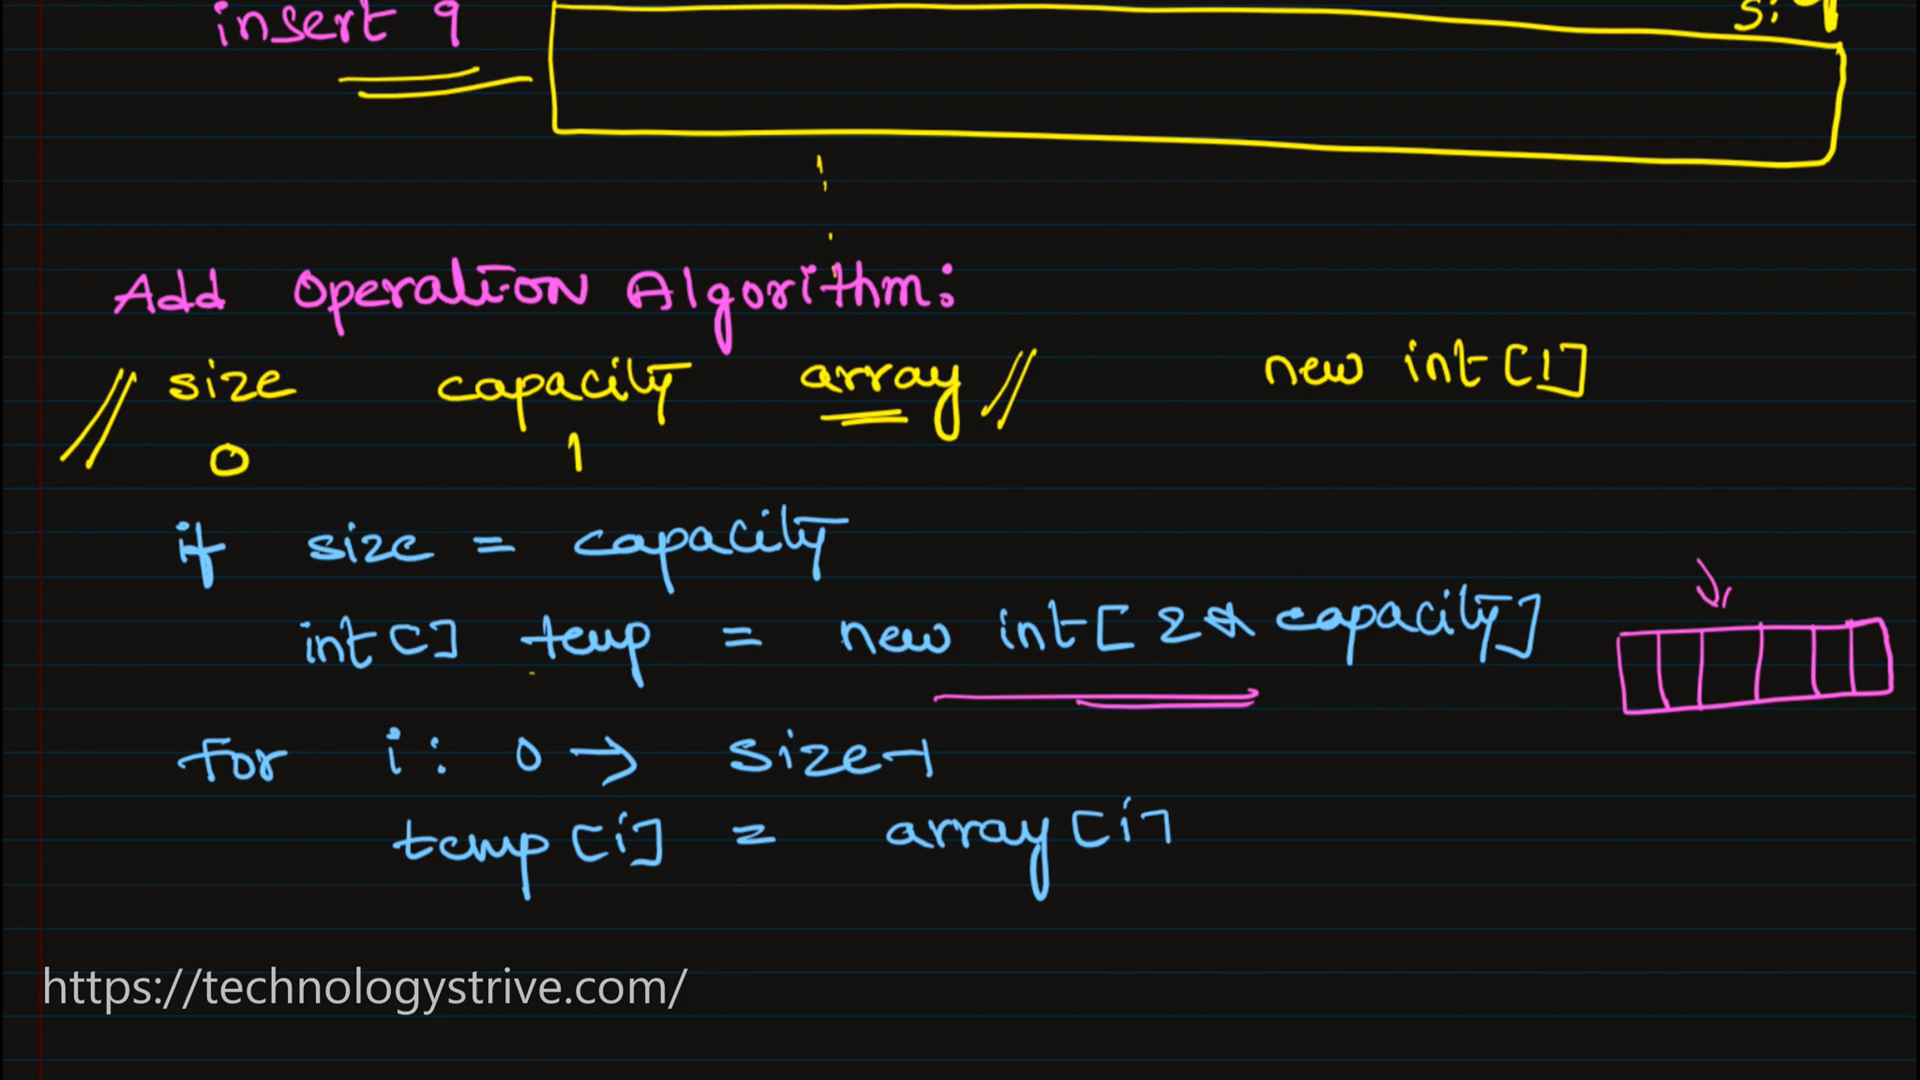 insert 9
Add Operation Algorithm:
// size capacity array // new int[1]
0 1
if size = capacity
int[] temp = new int[2 * capacity]
for i: 0 → size-1
temp[i] = array[i]
https://technologystrive.com/